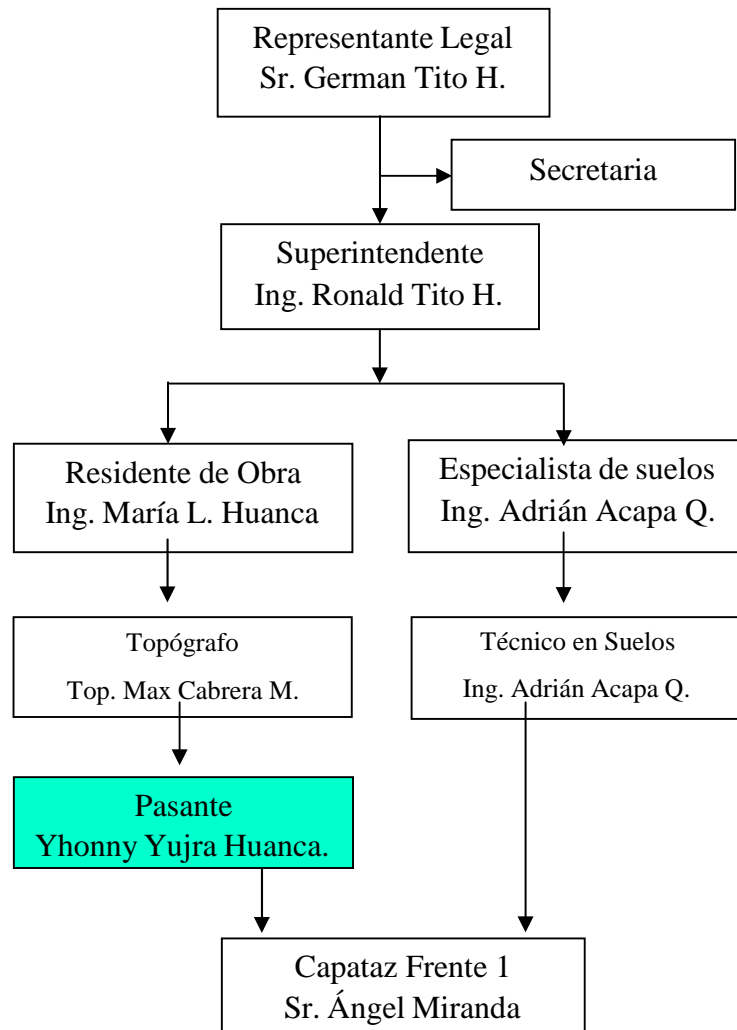 Representante Legal
Sr. German Tito H.
Secretaria
Superintendente
Ing. Ronald Tito H.
Residente de Obra
Ing. María L. Huanca
Especialista de suelos
Ing. Adrián Acapa Q.
Topógrafo
Top. Max Cabrera M.
Técnico en Suelos
Ing. Adrián Acapa Q.
Pasante
Yhonny Yujra Huanca.
Capataz Frente 1
Sr. Ángel Miranda